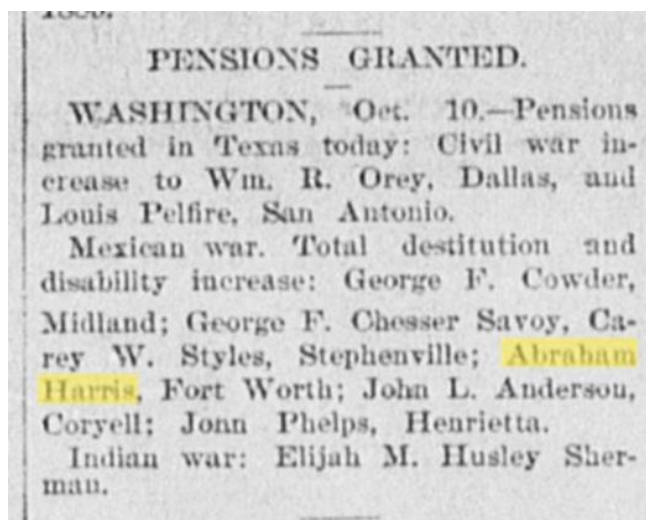 PENSIONS GRANTED.
WASHINGTON, Oct. 10.—Pensions
granted in Texas today: Civil war in-
crease to Wm. R. Orey, Dallas, and
Louis Pelfire, San Antonio.
Mexican war. Total destitution and
disability increase: George F. Cowder,
Midland; George F. Chesser Savoy, Ca-
rey W. Styles, Stephenville; Abraham
Harris, Fort Worth; John L. Anderson,
Coryell; Jonn Phelps, Henrietta.
Indian war: Elijah M. Husley Sher-
man.